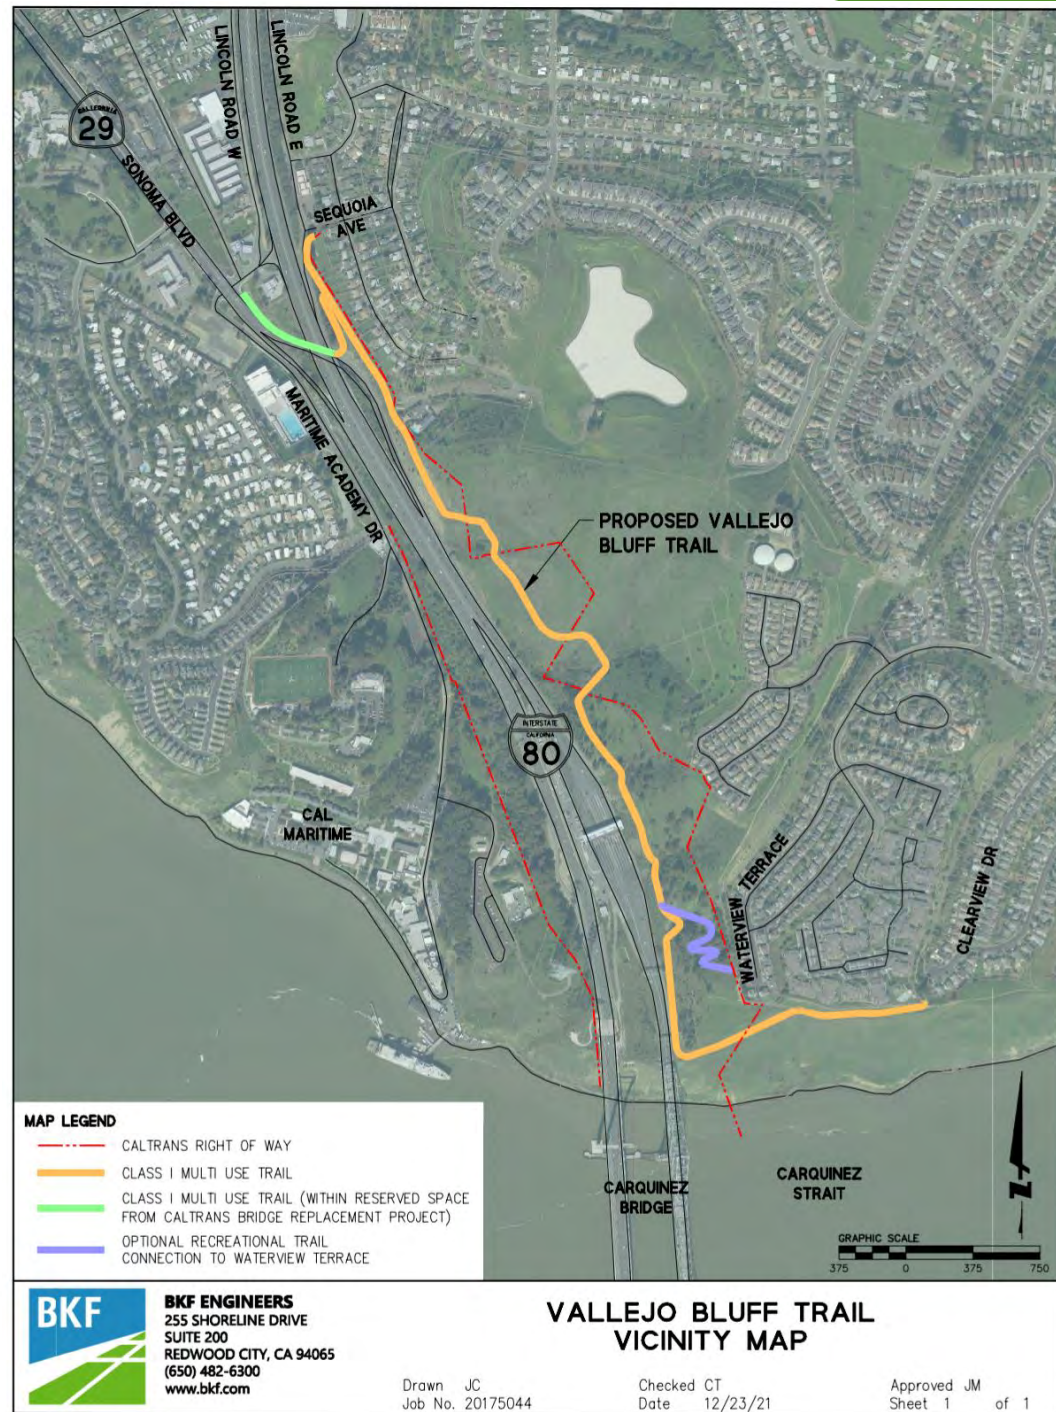 LINCOLN ROAD W
LINCOLN ROAD E
CALIFORNIA
29
SONOMA BLVD
SEQUOIA
AVE
MARITIME ACADEMY DR
PROPOSED VALLEJO
BLUFF TRAIL
INTERSTATE
CALIFORNIA
80
CAL
MARITIME
WATERVIEW TERRACE
CLEARVIEW DR
CARQUINEZ
BRIDGE
CARQUINEZ
STRAIT
MAP LEGEND
CALTRANS RIGHT OF WAY
CLASS I MULTI USE TRAIL
CLASS I MULTI USE TRAIL (WITHIN RESERVED SPACE
FROM CALTRANS BRIDGE REPLACEMENT PROJECT)
OPTIONAL RECREATIONAL TRAIL
CONNECTION TO WATERVIEW TERRACE
GRAPHIC SCALE
375 0 375 750
BKF
BKF ENGINEERS
255 SHORELINE DRIVE
SUITE 200
REDWOOD CITY, CA 94065
(650) 482-6300
www.bkf.com
VALLEJO BLUFF TRAIL
VICINITY MAP
Drawn JC Checked CT Approved JM
Job No. 20175044 Date 12/23/21 Sheet 1 of 1